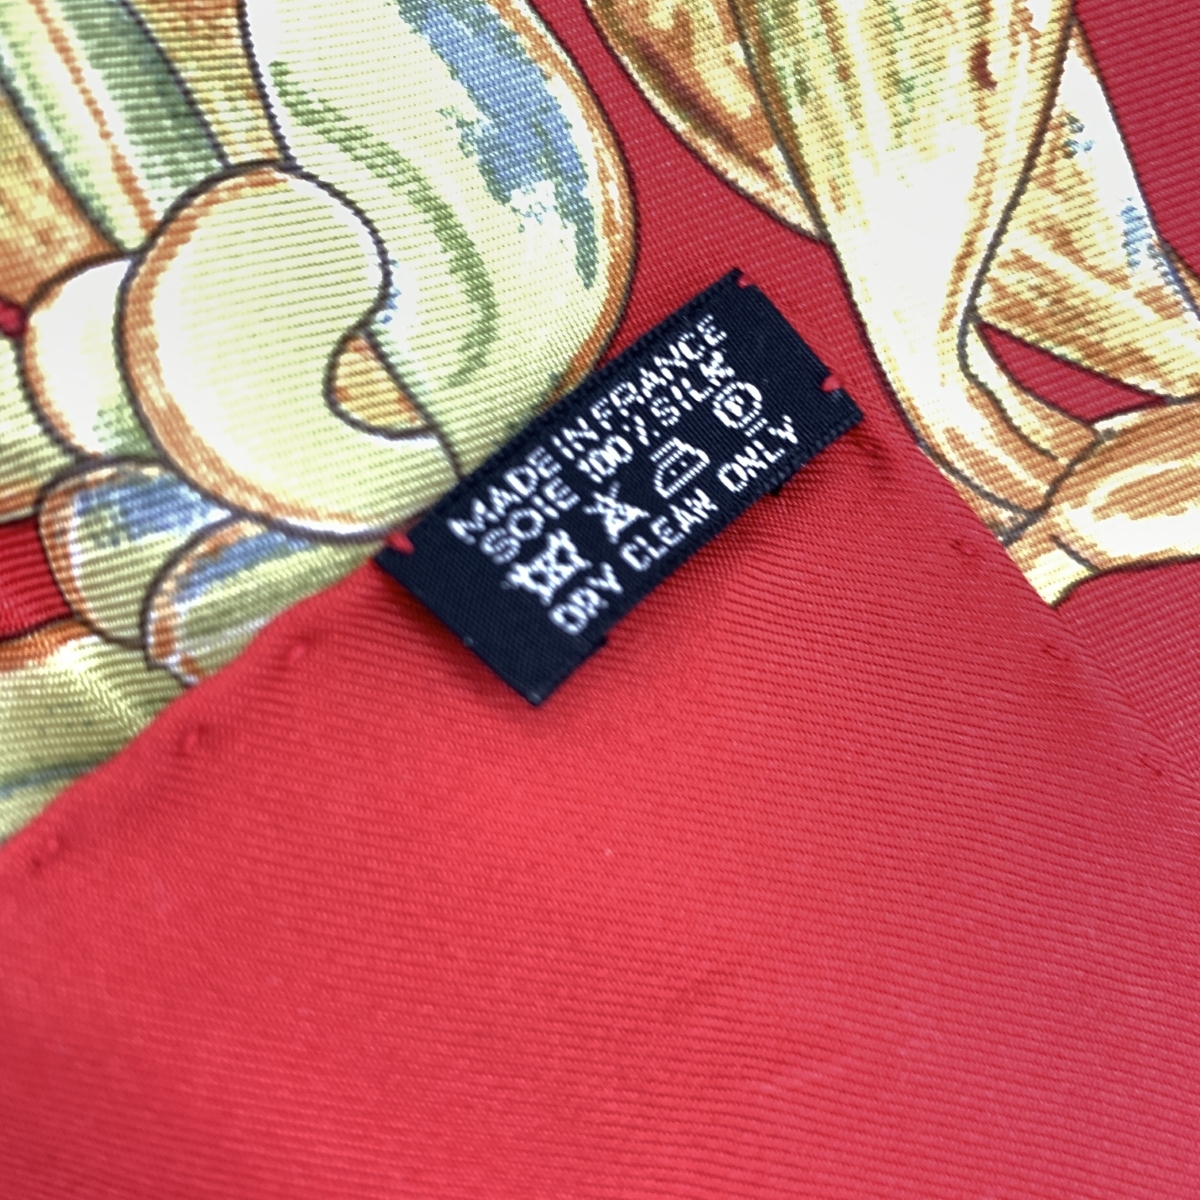 MADE IN FRANCE
SOIE 100% SILK
DRY CLEAN ONLY